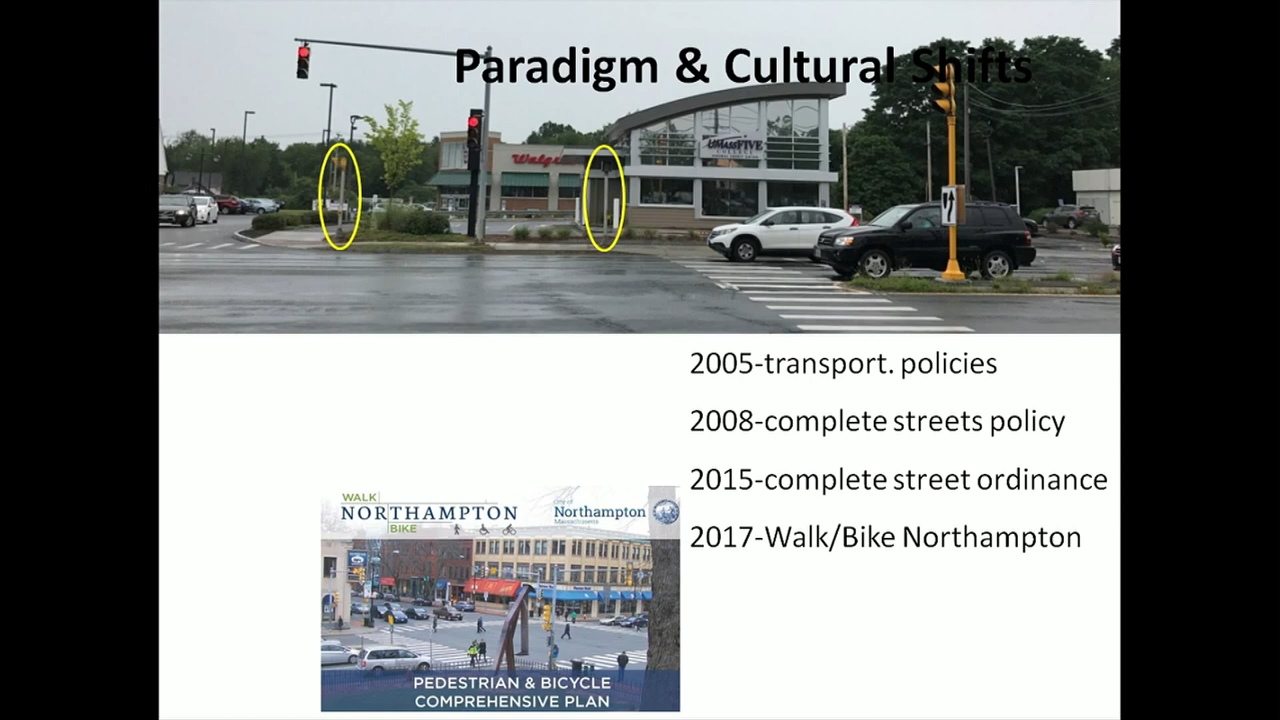 Paradigm & Cultural Shifts
FIVE
2005-transport. policies
2008-complete streets policy
2015-complete street ordinance
2017-Walk/Bike Northampton
WALK
NORTHAMPTON
BIKE
City of
Northampton
Massachusetts
PEDESTRIAN & BICYCLE
COMPREHENSIVE PLAN